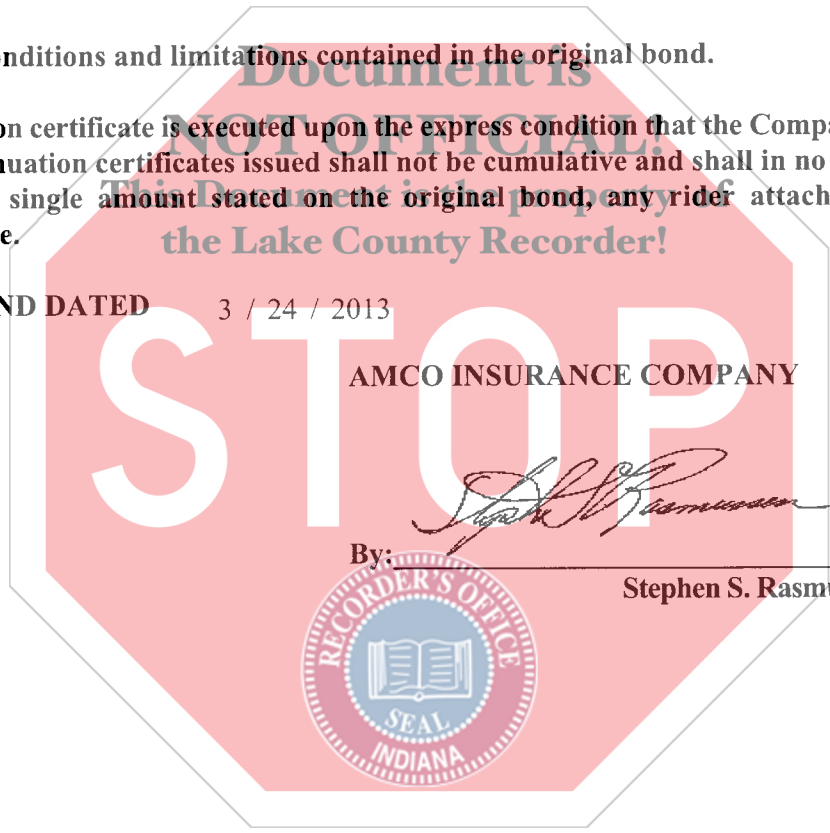 nditions and limitations contained in the original bond.
Document is
on certificate is executed upon the express condition that the Compa
NOT OFFICIAL!
nuation certificates issued shall not be cumulative and shall in no
This Document is the property of
single amount stated on the original bond, any rider attach
e.
the Lake County Recorder!
ND DATED 3 / 24 / 2013
STOP
AMCO INSURANCE COMPANY
Stephen S Rasmussen
By:
Stephen S. Rasmu
RECORDER'S OFFICE
SEAL
INDIANA